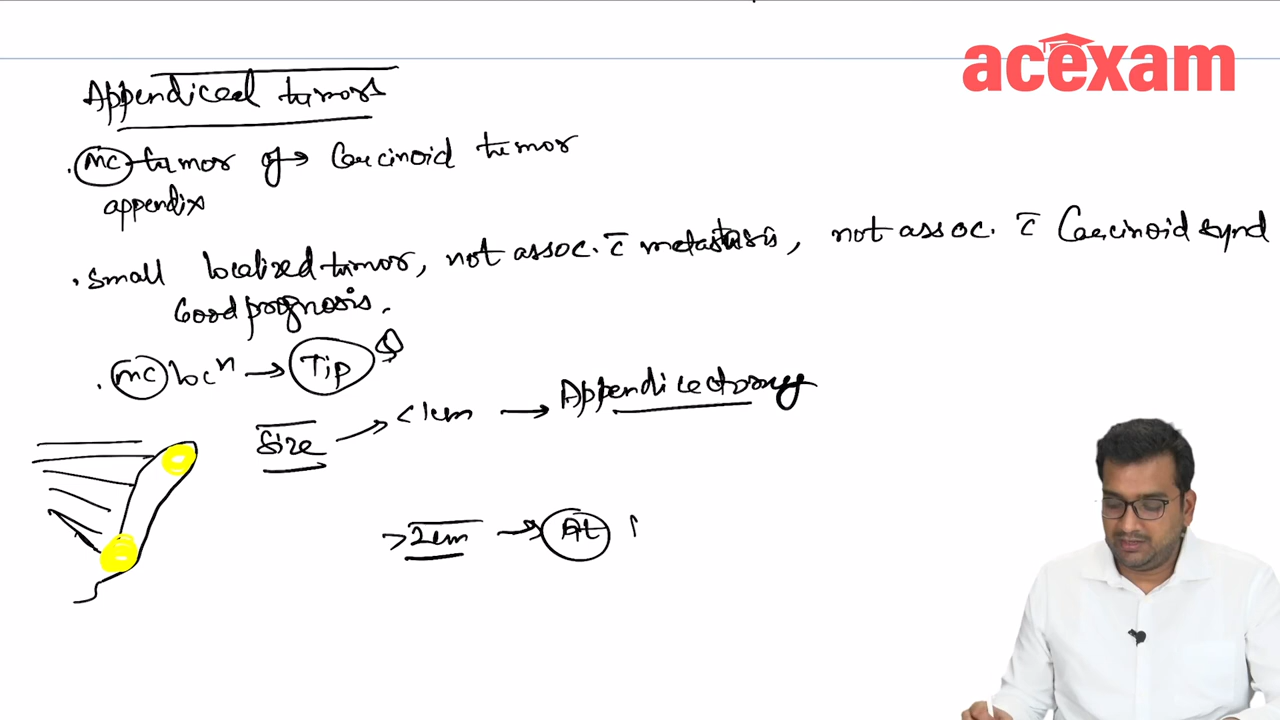 acexam
Appendiceal tumors
. MC tumor of → Carcinoid tumor
appendix
. small localized tumor, not assoc. c̄ metastasis, not assoc. c̄ Carcinoid synd
Good prognosis.
. MC locⁿ → Tip
Size → <1cm → Appendicectomy
>2cm → At